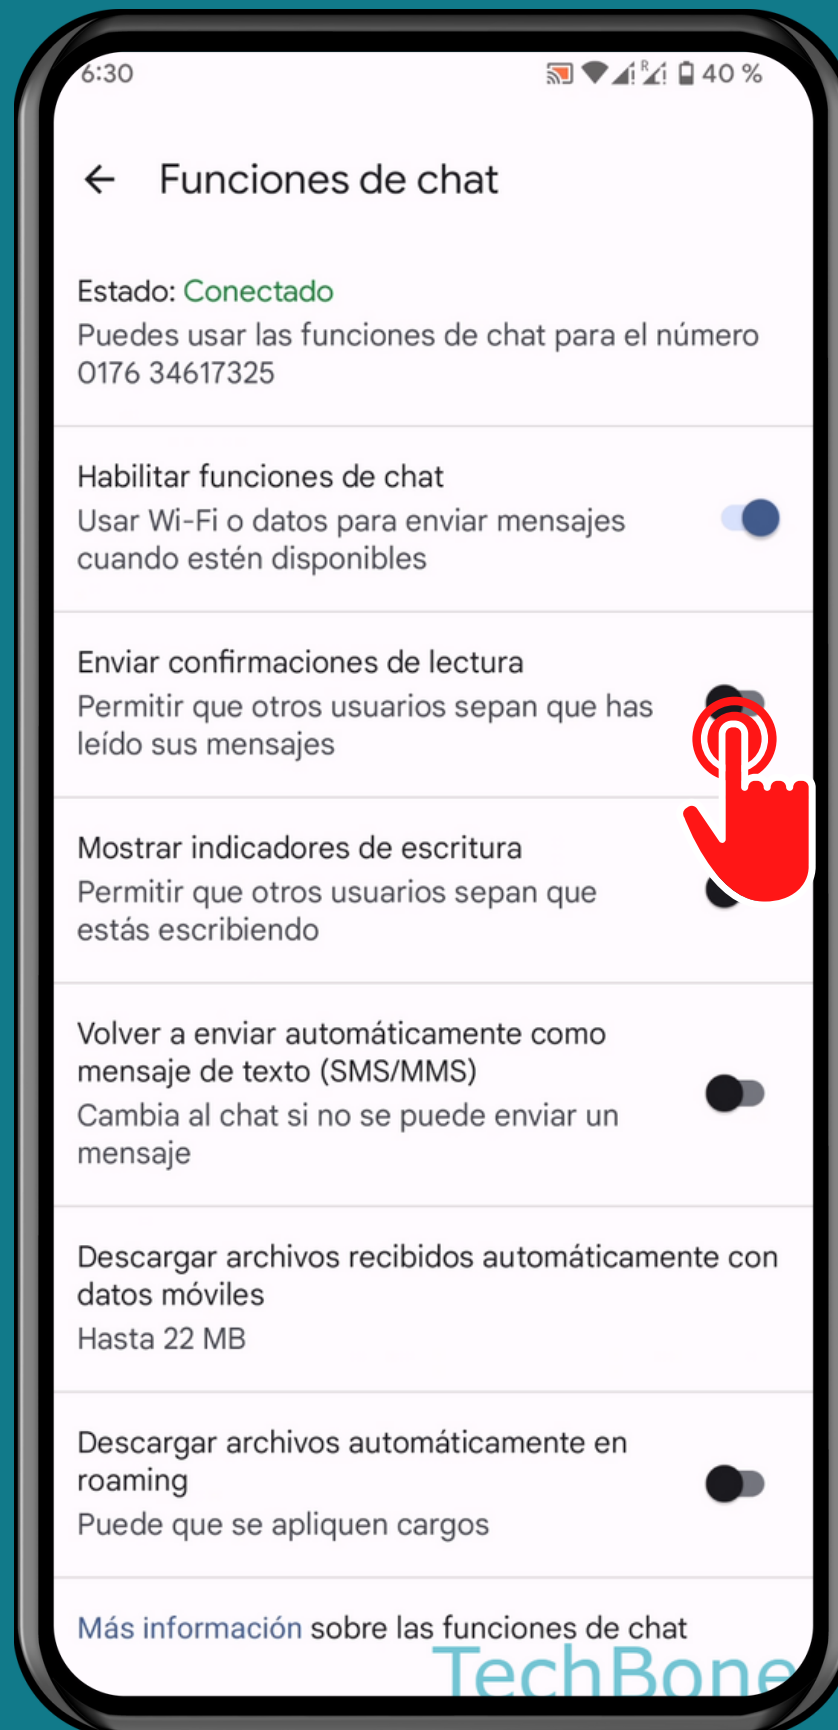 6:30
R
40 %
Funciones de chat
Estado: Conectado
Puedes usar las funciones de chat para el número
0176 34617325
Habilitar funciones de chat
Usar Wi-Fi o datos para enviar mensajes
cuando estén disponibles
Enviar confirmaciones de lectura
Permitir que otros usuarios sepan que has
leído sus mensajes
Mostrar indicadores de escritura
Permitir que otros usuarios sepan que
estás escribiendo
Volver a enviar automáticamente como
mensaje de texto (SMS/MMS)
Cambia al chat si no se puede enviar un
mensaje
Descargar archivos recibidos automáticamente con
datos móviles
Hasta 22 MB
Descargar archivos automáticamente en
roaming
Puede que se apliquen cargos
Más información sobre las funciones de chat
TechBone